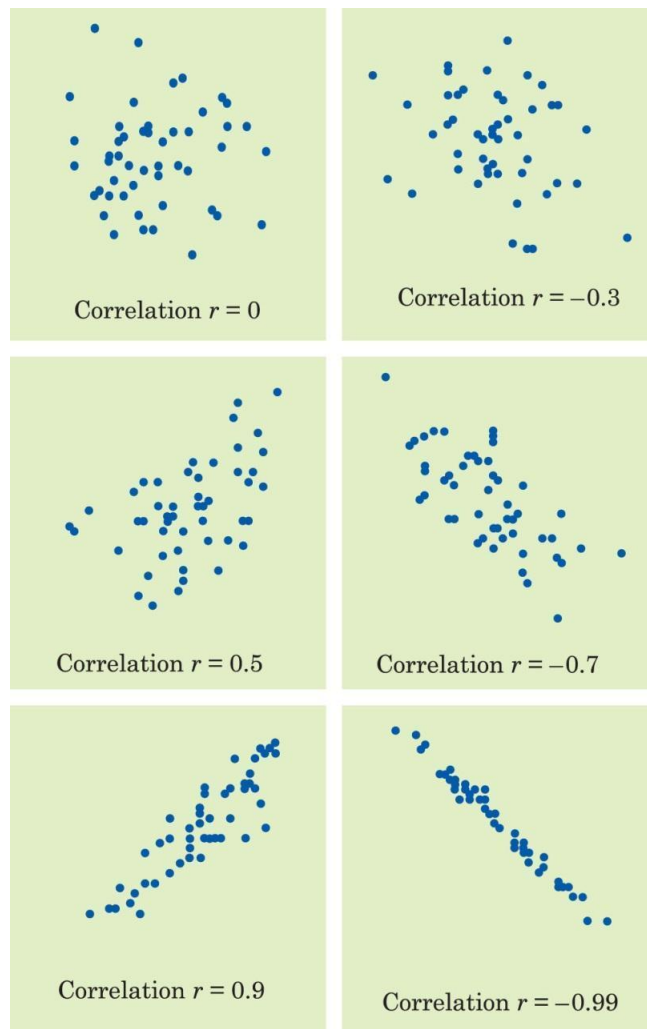 Correlation r = 0
Correlation r = −0.3
Correlation r = 0.5
Correlation r = −0.7
Correlation r = 0.9
Correlation r = −0.99